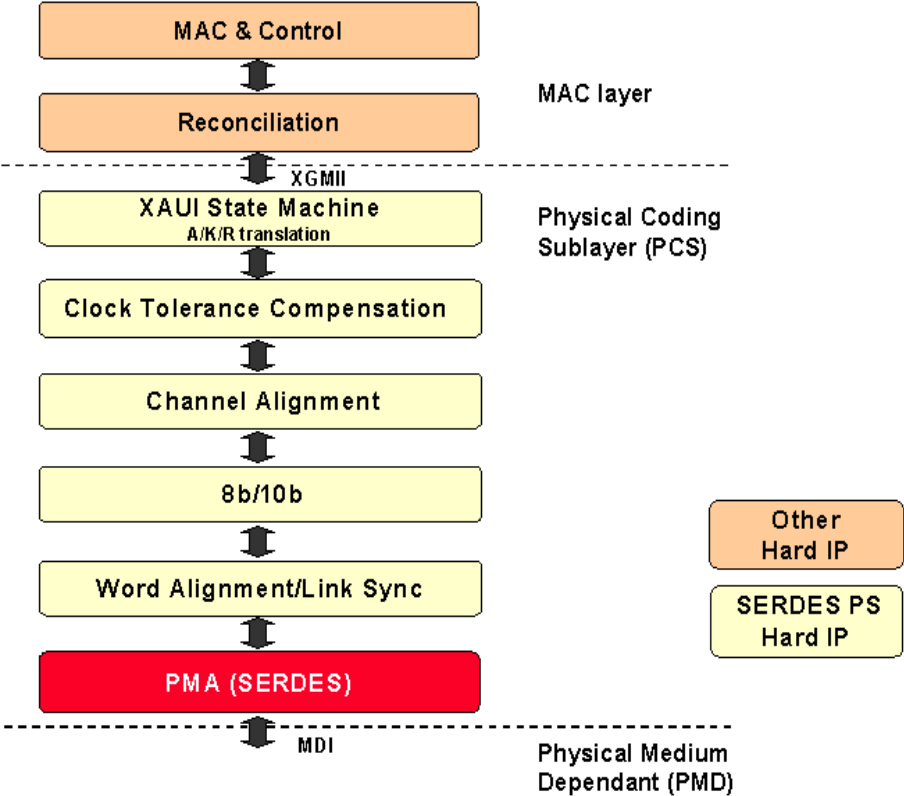 MAC & Control
MAC layer
Reconciliation
XGMII
XAUI State Machine
A/K/R translation
Physical Coding
Sublayer (PCS)
Clock Tolerance Compensation
Channel Alignment
8b/10b
Other
Hard IP
Word Alignment/Link Sync
SERDES PS
Hard IP
PMA (SERDES)
MDI
Physical Medium
Dependant (PMD)